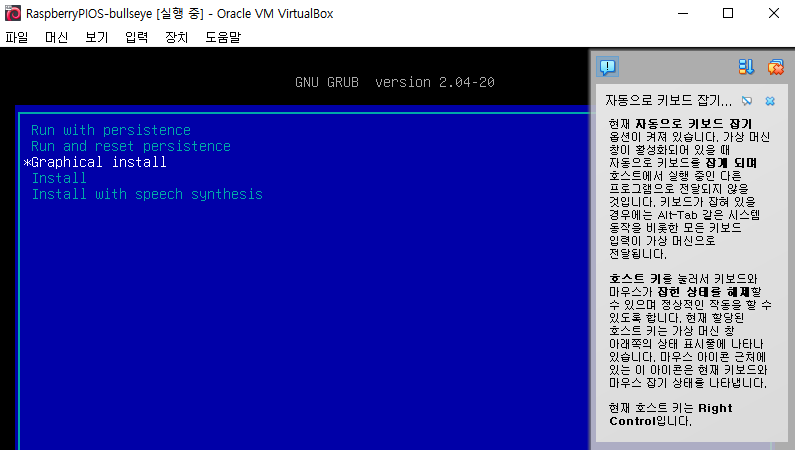 RaspberryPIOS-bullseye [실행 중] - Oracle VM VirtualBox
파일 머신 보기 입력 장치 도움말
GNU GRUB version 2.04-20
Run with persistence
Run and reset persistence
*Graphical install
Install
Install with speech synthesis
자동으로 키보드 잡기...
현재 자동으로 키보드 잡기
옵션이 켜져 있습니다. 가상 머신
창이 활성화되어 있을 때
자동으로 키보드를 잡게 되며
호스트에서 실행 중인 다른
프로그램으로 전달되지 않을
것입니다. 키보드가 잡혀 있을
경우에는 Alt-Tab 같은 시스템
동작을 비롯한 모든 키보드
입력이 가상 머신으로
전달됩니다.
호스트 키를 눌러서 키보드와
마우스가 잡힌 상태를 해제할
수 있으며 정상적인 작동을 할 수
있도록 합니다. 현재 할당된
호스트 키는 가상 머신 창
아래쪽의 상태 표시줄에 나타나
있습니다. 마우스 아이콘 근처에
있는 이 아이콘은 현재 키보드와
마우스 잡기 상태를 나타냅니다.
현재 호스트 키는 Right
Control입니다.